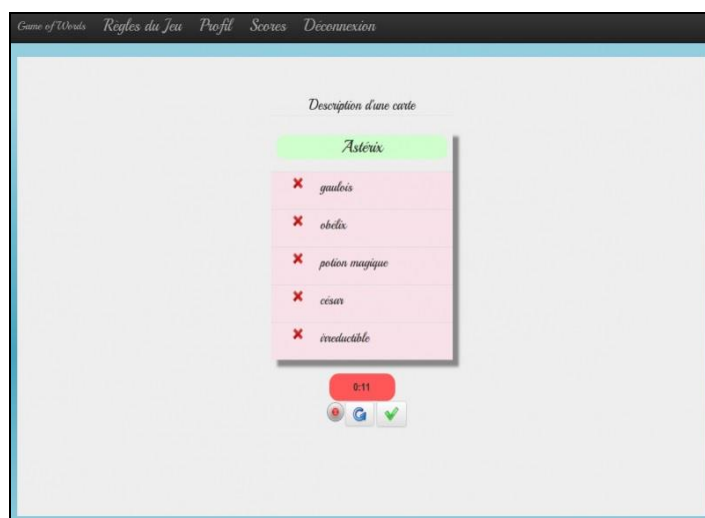 Game of Words Règles du Jeu Profil Scores Déconnexion
Description d'une carte
Astérix
gaulois
obélix
potion magique
césar
irreductible
0:11